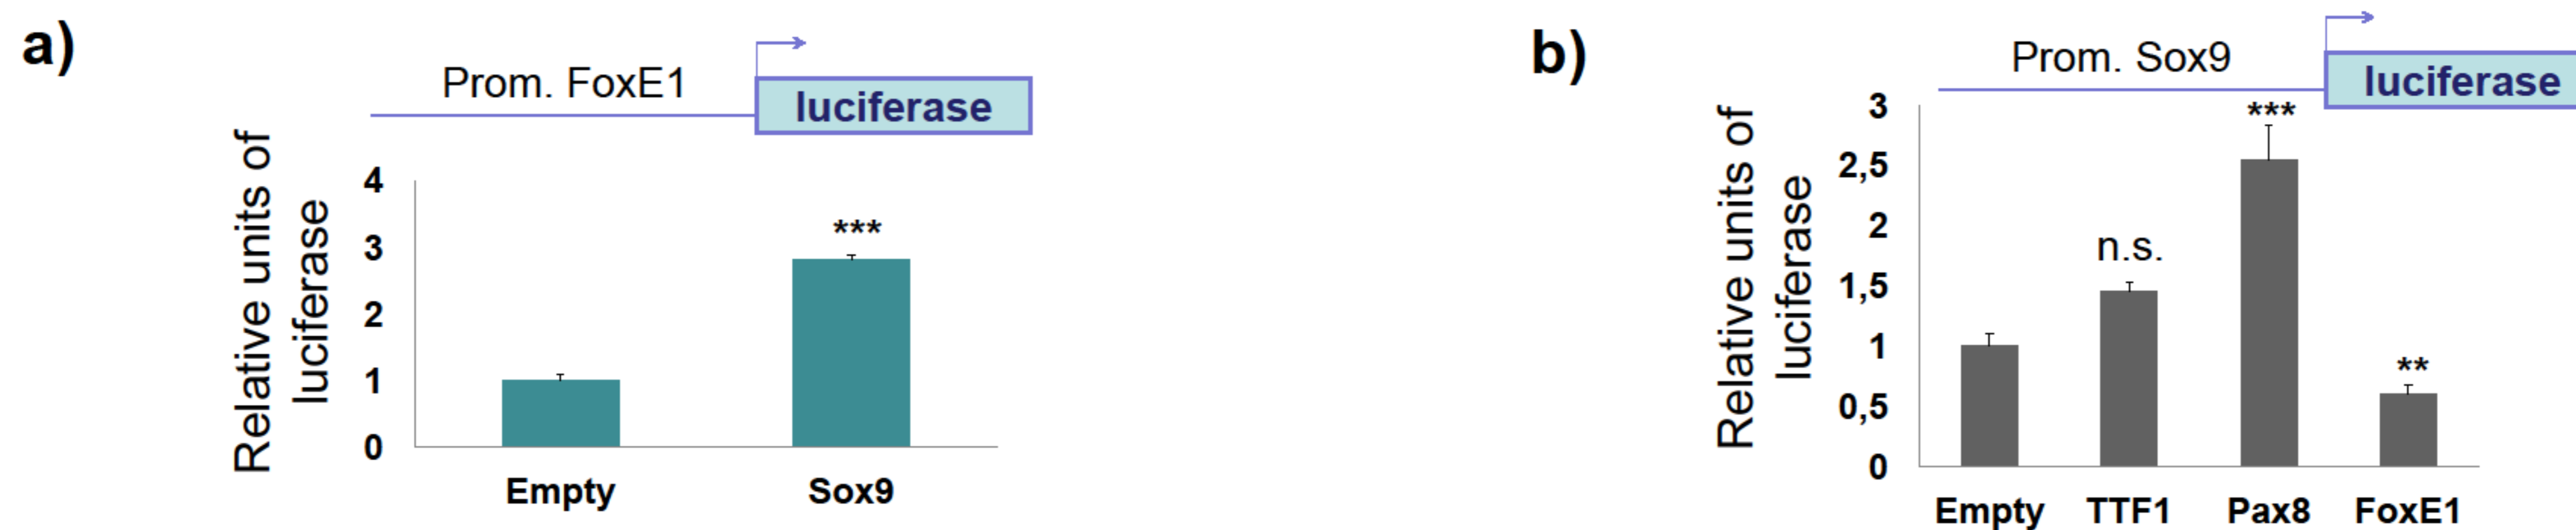 a)
Prom. FoxE1
luciferase
Relative units of
luciferase
4
3
2
1
0
***
Empty
Sox9
b)
Prom. Sox9
luciferase
Relative units of
luciferase
3
2,5
2
1,5
1
0,5
0
n.s.
***
**
Empty
TTF1
Pax8
FoxE1